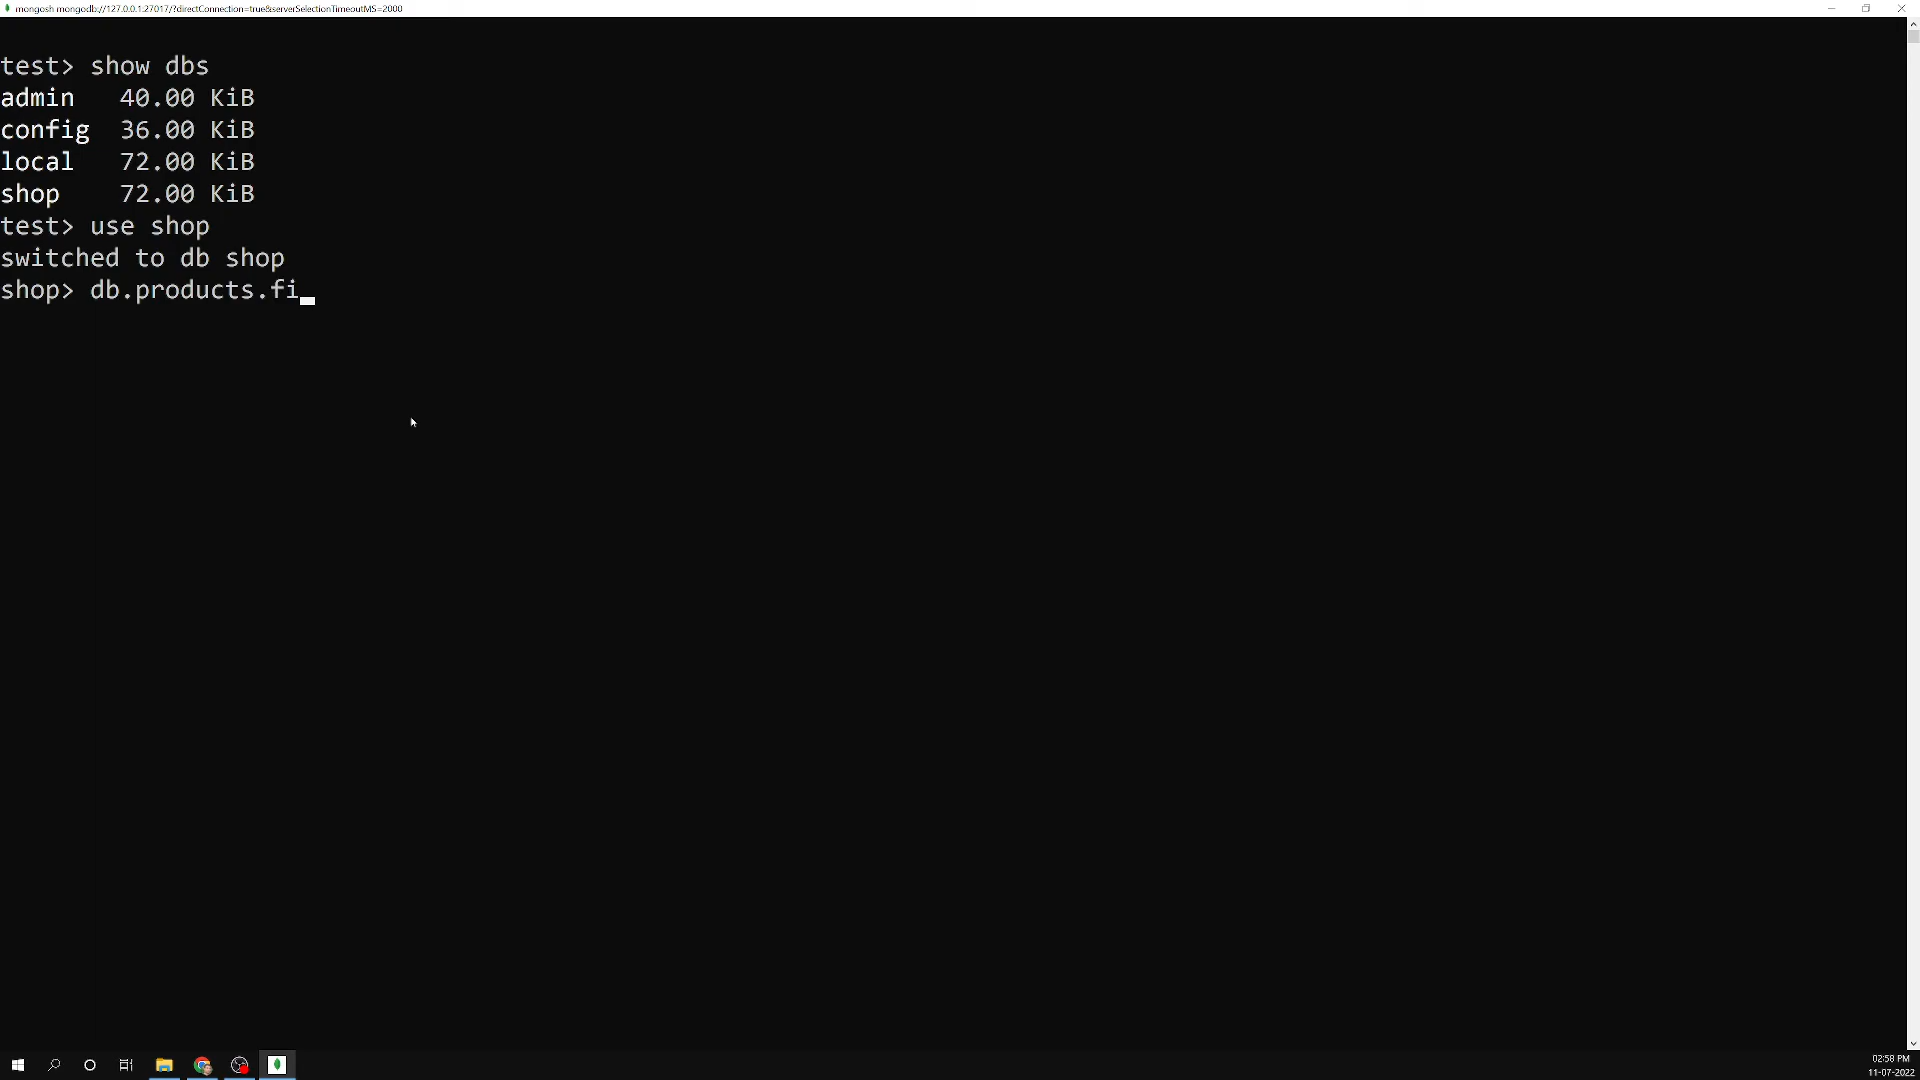 mongosh mongodb://127.0.0.1:27017/?directConnection=true&serverSelectionTimeoutMS=2000
test> show dbs
admin   40.00 KiB
config  36.00 KiB
local   72.00 KiB
shop    72.00 KiB
test> use shop
switched to db shop
shop> db.products.fi
02:58 PM
11-07-2022